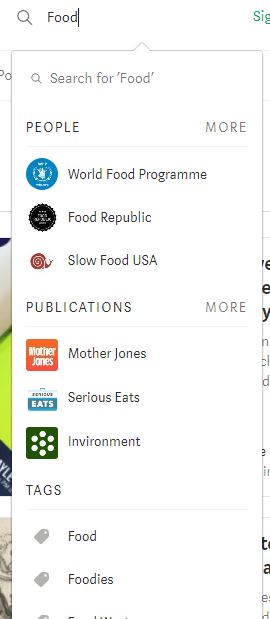 Food
Sig
Po
Search for 'Food'
PEOPLE MORE
World Food Programme
Food Republic
Slow Food USA
PUBLICATIONS MORE
Mother Jones
Mother Jones
Serious Eats
SERIOUS
EATS
Invironment
TAGS
Food
Foodies